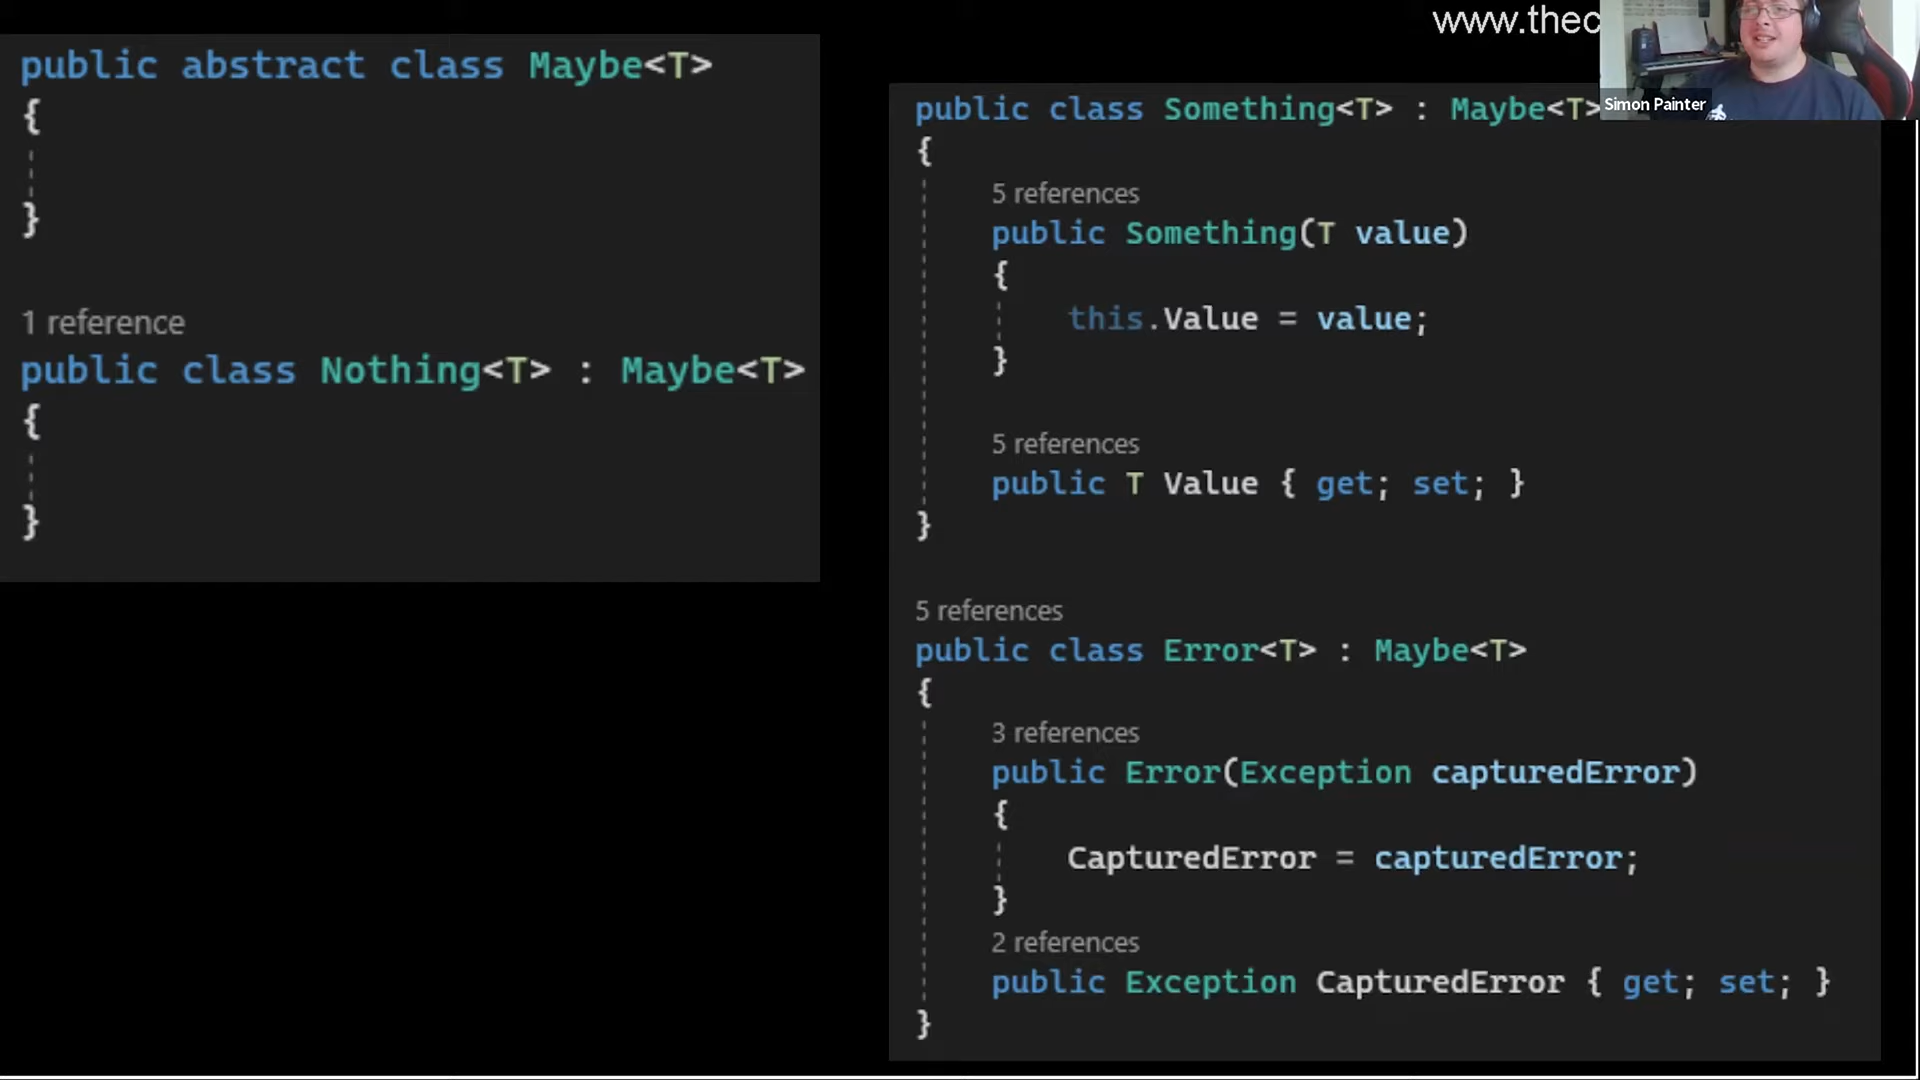 www.thec
Simon Painter
public abstract class Maybe<T>
{
}
1 reference
public class Nothing<T> : Maybe<T>
{
}
public class Something<T> : Maybe<T>
{
5 references
public Something(T value)
{
this.Value = value;
}
5 references
public T Value { get; set; }
}
5 references
public class Error<T> : Maybe<T>
{
3 references
public Error(Exception capturedError)
{
CapturedError = capturedError;
}
2 references
public Exception CapturedError { get; set; }
}